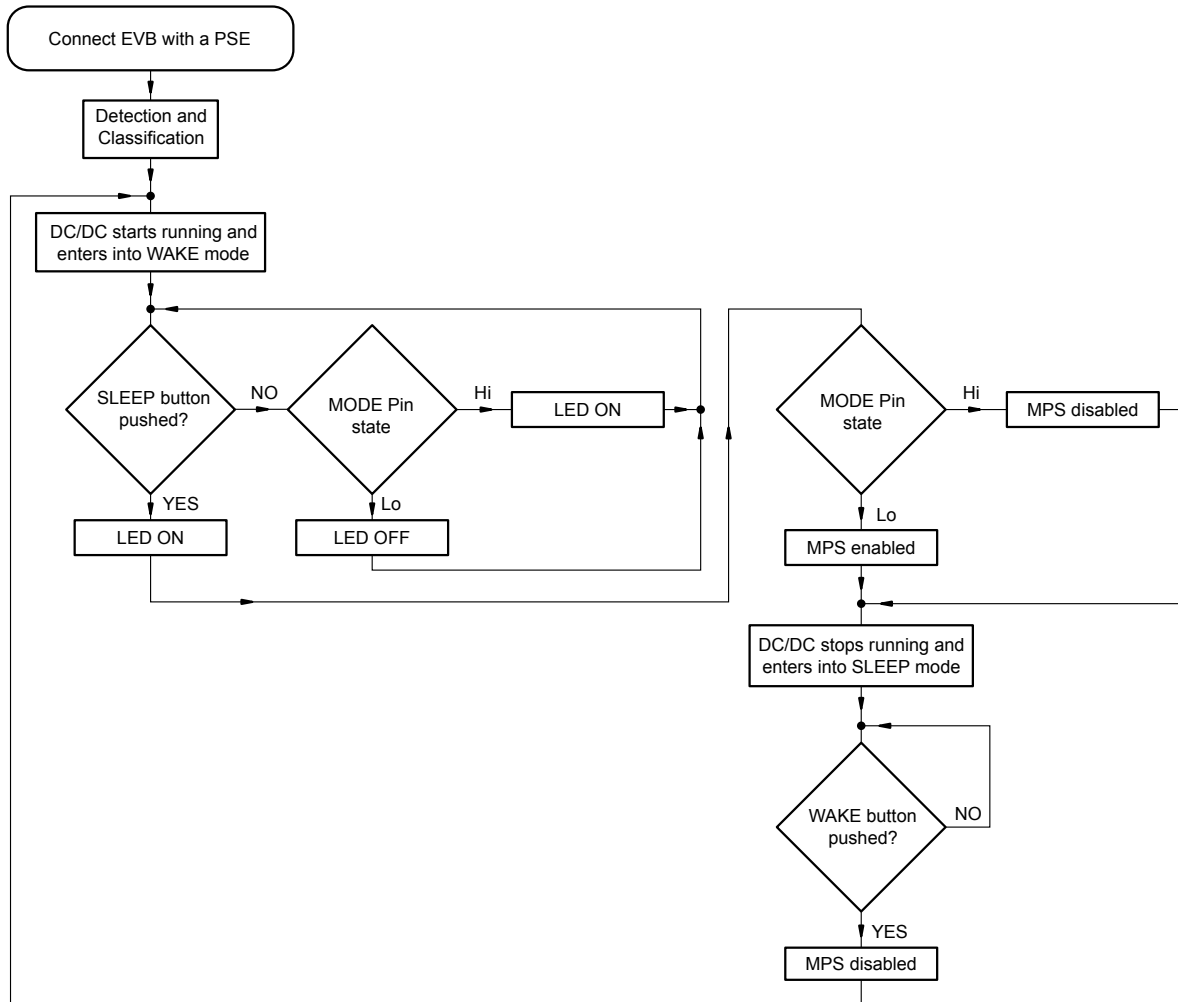 Connect EVB with a PSE
Detection and
Classification
DC/DC starts running and
enters into WAKE mode
SLEEP button
pushed?
NO
MODE Pin
state
Hi
LED ON
YES
LED ON
Lo
LED OFF
MODE Pin
state
Hi
MPS disabled
Lo
MPS enabled
DC/DC stops running and
enters into SLEEP mode
WAKE button
pushed?
NO
YES
MPS disabled